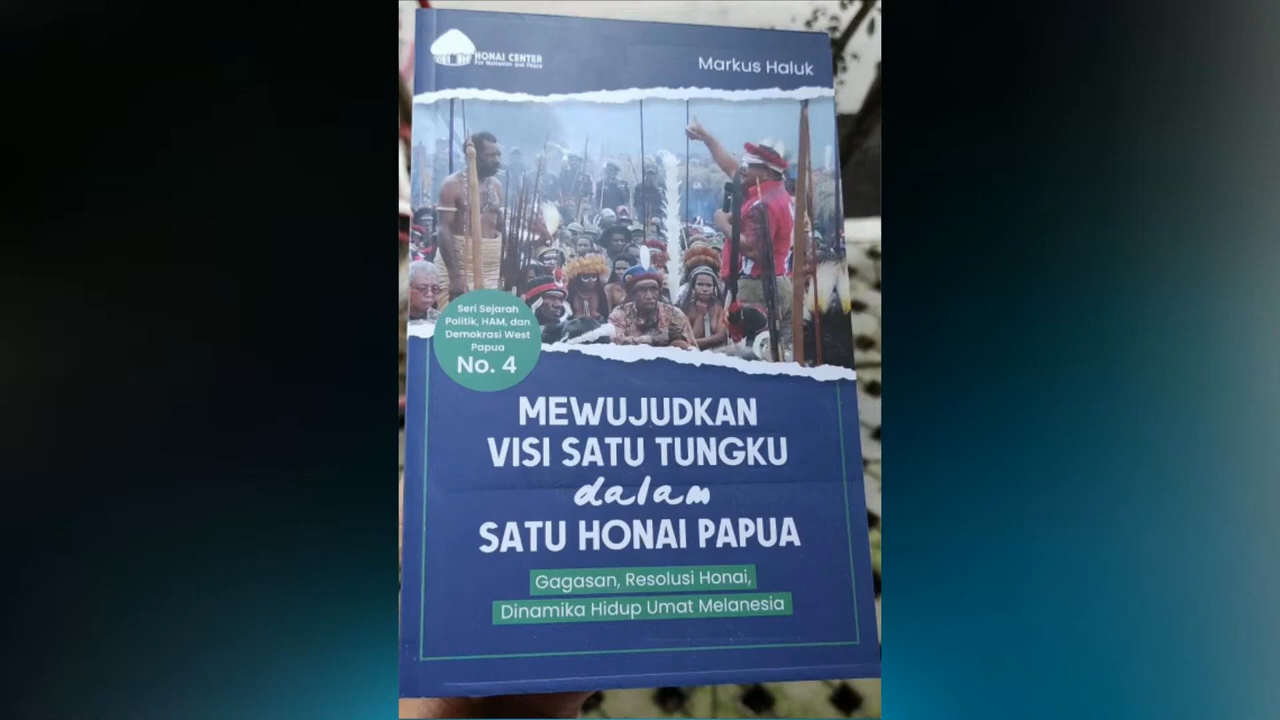 HONAI CENTER
For Humanity and Peace
Markus Haluk
Seri Sejarah
Politik, HAM, dan
Demokrasi West
Papua
No. 4
MEWUJUDKAN
VISI SATU TUNGKU
dalam
SATU HONAI PAPUA
Gagasan, Resolusi Honai,
Dinamika Hidup Umat Melanesia